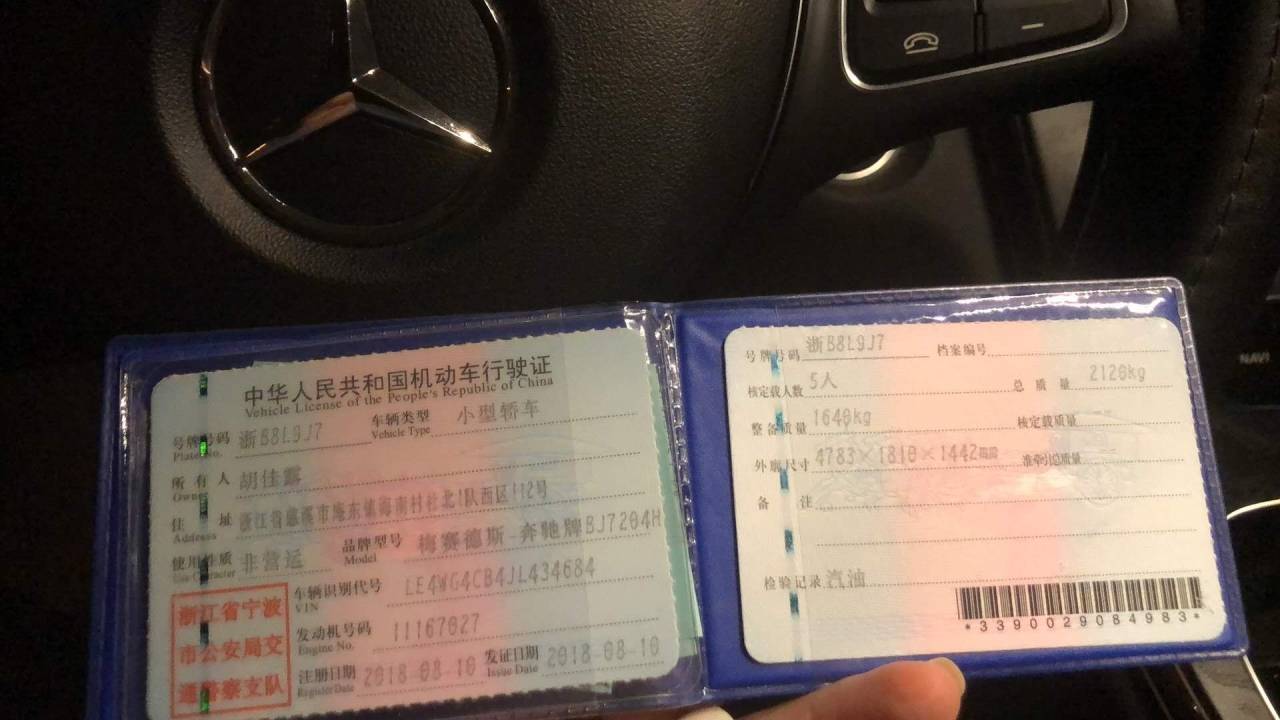 中华人民共和国机动车行驶证
Vehicle License of the People's Republic of China
号牌号码 浙B8L9J7 车辆类型 小型轿车
Plate No. Vehicle Type
所有人 胡佳露
Owner
住址 浙江省慈溪市庵东镇海南村社北1队西区112号
Address
使用性质 非营运 品牌型号 梅赛德斯-奔驰牌BJ7204H
Use Character Model
车辆识别代号 LE4WG4CB4JL434684
VIN
发动机号码 11167027
Engine No.
注册日期 2018-08-10 发证日期 2018-08-10
Register Date Issue Date
浙江省宁波
市公安局交
通警察支队
号牌号码 浙B8L9J7 档案编号
核定载人数 5人 总质量 2120kg
整备质量 1640kg 核定载质量
外廓尺寸 4783×1810×1442mm 准牵引总质量
备注
检验记录 汽油
*3390029084983*
NAVI